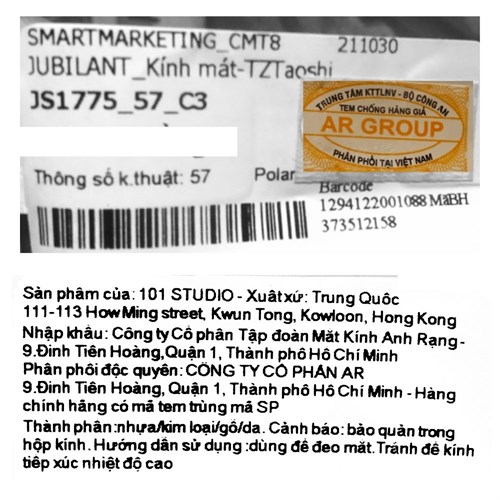 SMARTMARKETING_CMT8 211030
JUBILANT_Kính mát-TZTaoshi
JS1775_57_C3
TRUNG TÂM KTTLNV - BỘ CÔNG AN
TEM CHỐNG HÀNG GIẢ
AR GROUP
PHÂN PHỐI TẠI VIỆT NAM
Thông số k.thuật: 57 Polar
Barcode
1294122001088 MãBH
373512158
Sản phẩm của: 101 STUDIO - Xuất xứ: Trung Quốc
111-113 How Ming street, Kwun Tong, Kowloon, Hong Kong
Nhập khẩu: Công ty Cổ phần Tập đoàn Mắt Kính Anh Rạng -
9.Đinh Tiên Hoàng,Quận 1, Thành phố Hồ Chí Minh
Phân phối độc quyền: CÔNG TY CỔ PHẦN AR
9.Đinh Tiên Hoàng, Quận 1, Thành phố Hồ Chí Minh - Hàng
chính hãng có mã tem trùng mã SP
Thành phần:nhựa/kim loại/gỗ/da. Cảnh báo: bảo quản trong
hộp kính. Hướng dẫn sử dụng :dùng để đeo mắt.Tránh để kính
tiếp xúc nhiệt độ cao